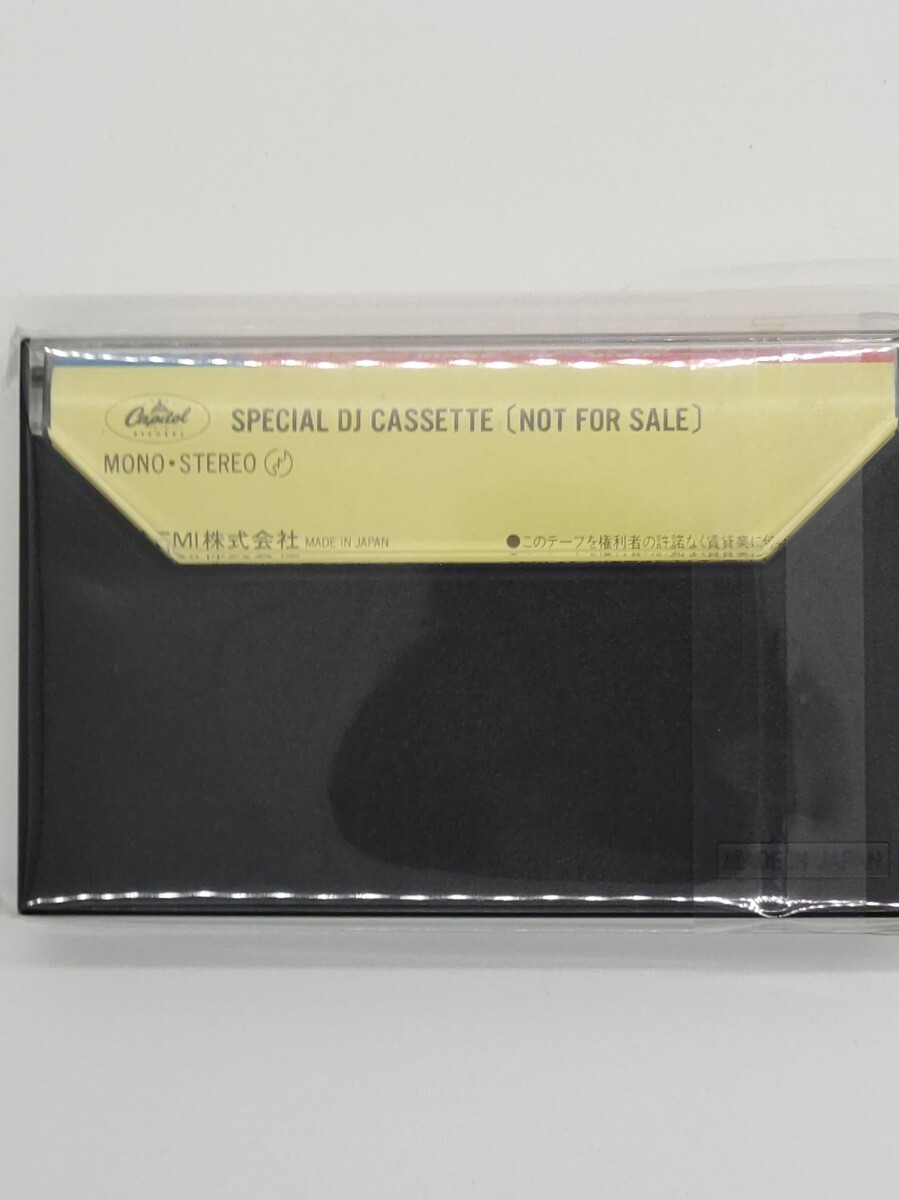 Capitol
RECORDS
SPECIAL DJ CASSETTE [NOT FOR SALE]
MONO•STEREO
EMI株式会社 MADE IN JAPAN
●このテープを権利者の許諾なく賃貸業に
MADE IN JAPAN